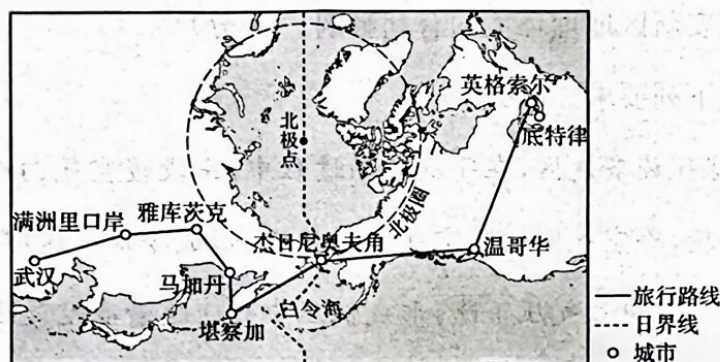 英格索尔
底特律
北极点
满洲里口岸
雅库茨克
北极圈
杰日尼奥夫角
温哥华
武汉
马加丹
白令海
堪察加
旅行路线
日界线
城市